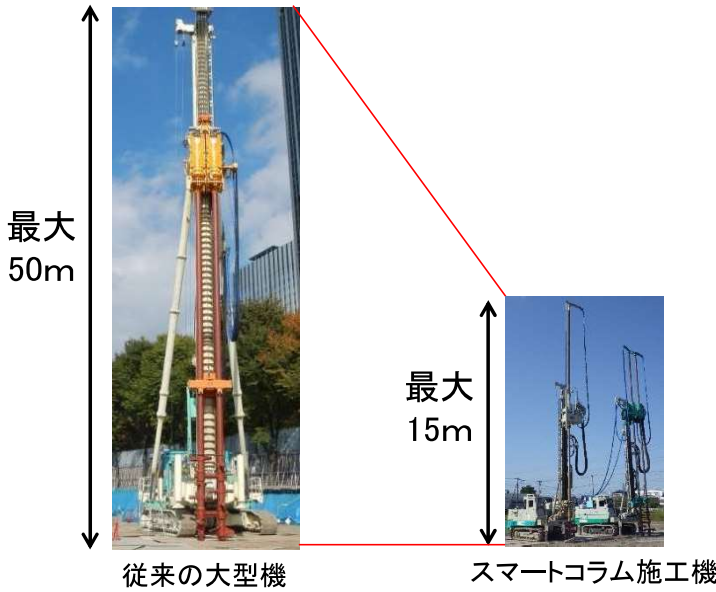 最大
50m
最大
15m
従来の大型機
スマートコラム施工機